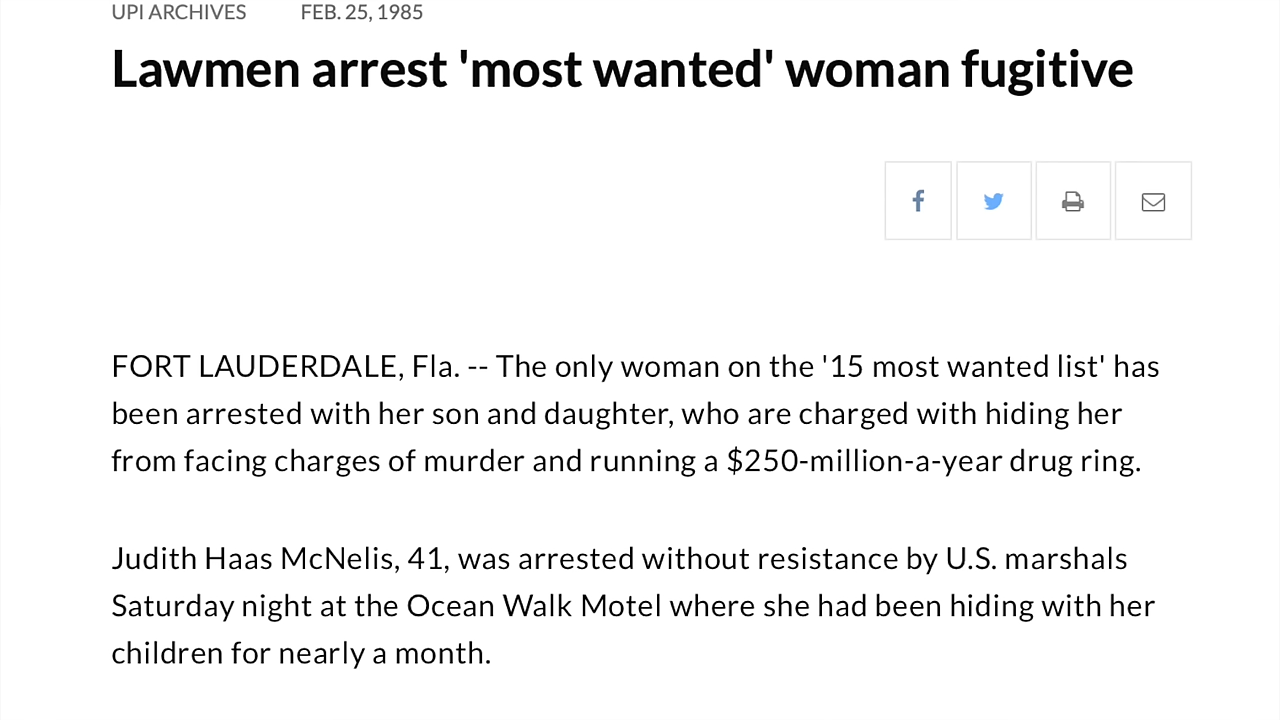 UPI ARCHIVES FEB. 25, 1985
Lawmen arrest 'most wanted' woman fugitive
FORT LAUDERDALE, Fla. -- The only woman on the '15 most wanted list' has
been arrested with her son and daughter, who are charged with hiding her
from facing charges of murder and running a $250-million-a-year drug ring.
Judith Haas McNelis, 41, was arrested without resistance by U.S. marshals
Saturday night at the Ocean Walk Motel where she had been hiding with her
children for nearly a month.